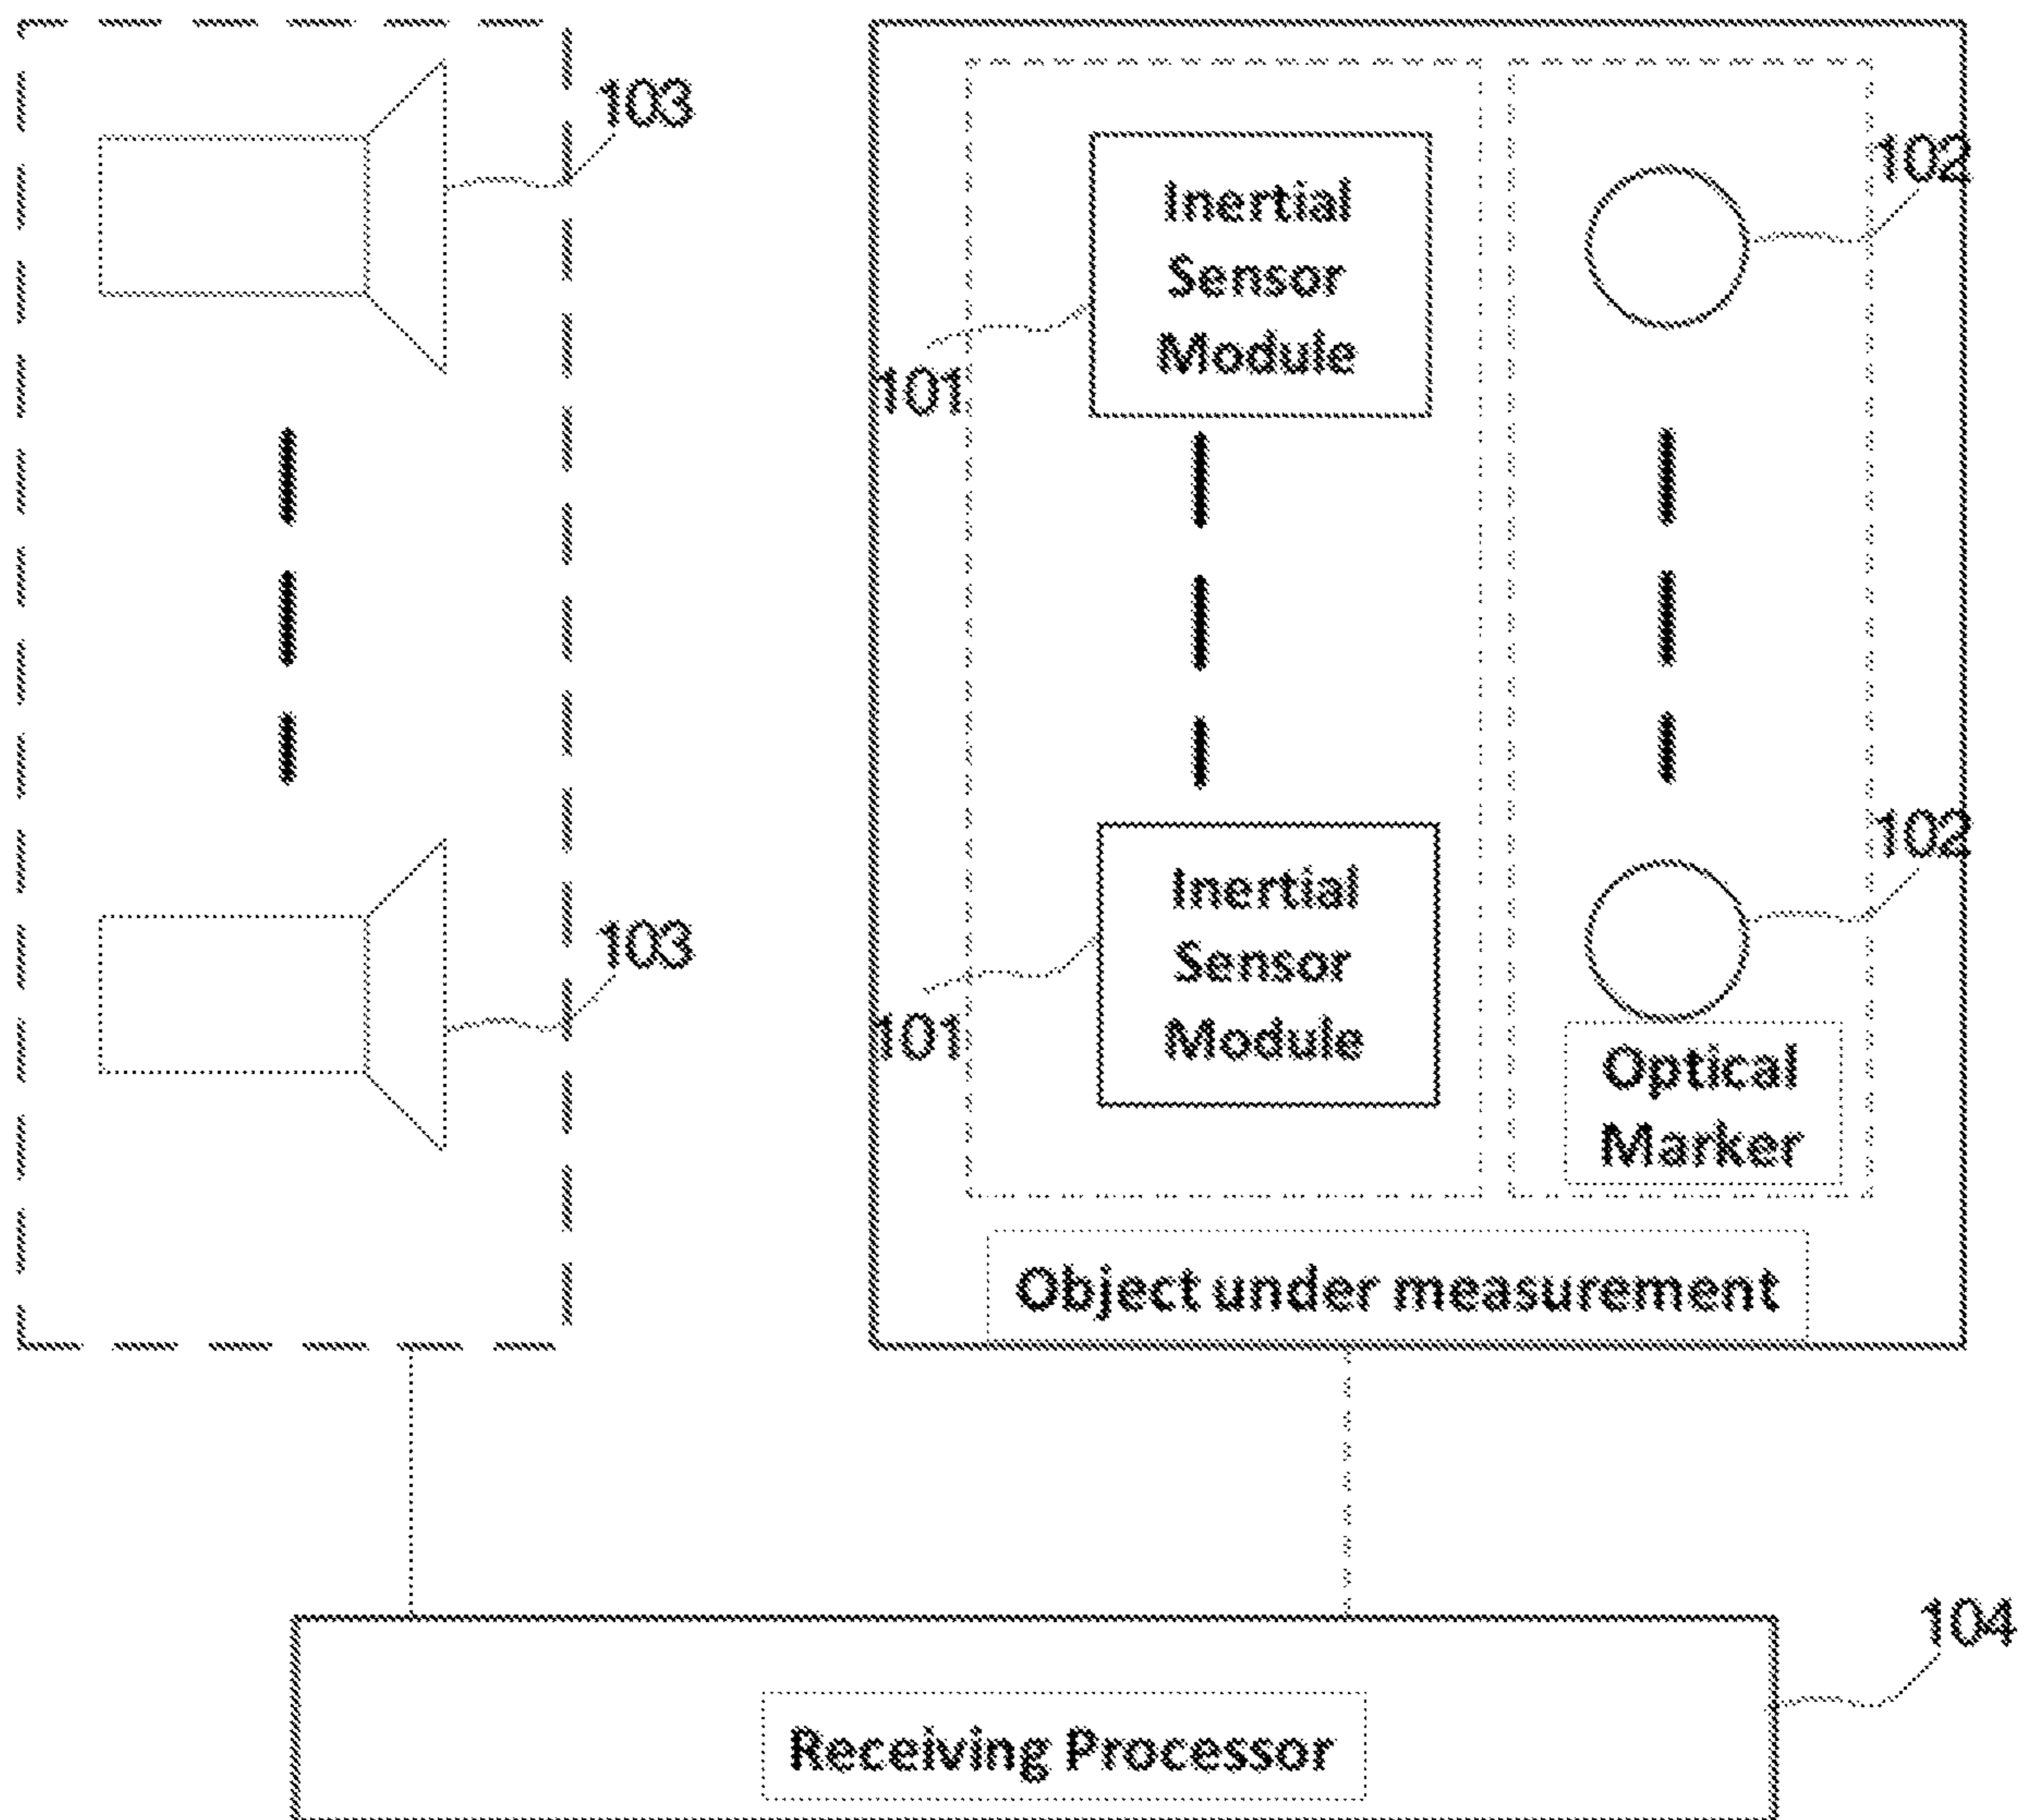 103
102
Inertial
Sensor
Module
101
102
103
Inertial
Sensor
Module
101
Optical
Marker
Object under measurement
104
Receiving Processor